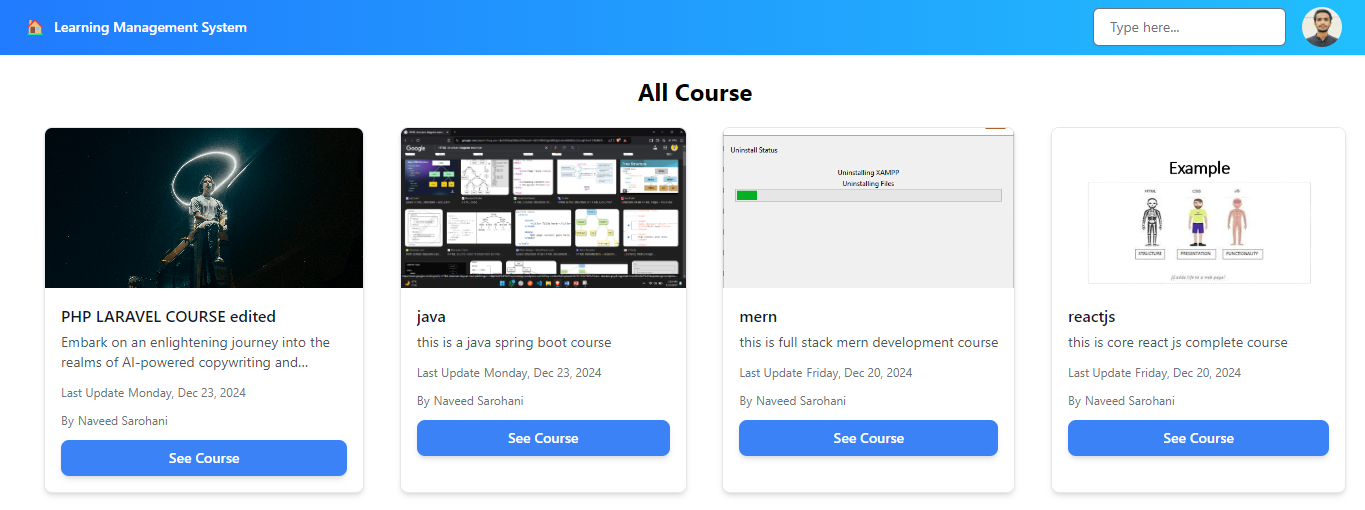 Learning Management System
Type here...
All Course
Google
Uninstall Status
Uninstalling XAMPP
Uninstalling Files
Example
HTML CSS JS
STRUCTURE PRESENTATION FUNCTIONALITY
PHP LARAVEL COURSE edited
Embark on an enlightening journey into the
realms of AI-powered copywriting and...
Last Update Monday, Dec 23, 2024
By Naveed Sarohani
See Course
java
this is a java spring boot course
Last Update Monday, Dec 23, 2024
By Naveed Sarohani
See Course
mern
this is full stack mern development course
Last Update Friday, Dec 20, 2024
By Naveed Sarohani
See Course
reactjs
this is core react js complete course
Last Update Friday, Dec 20, 2024
By Naveed Sarohani
See Course